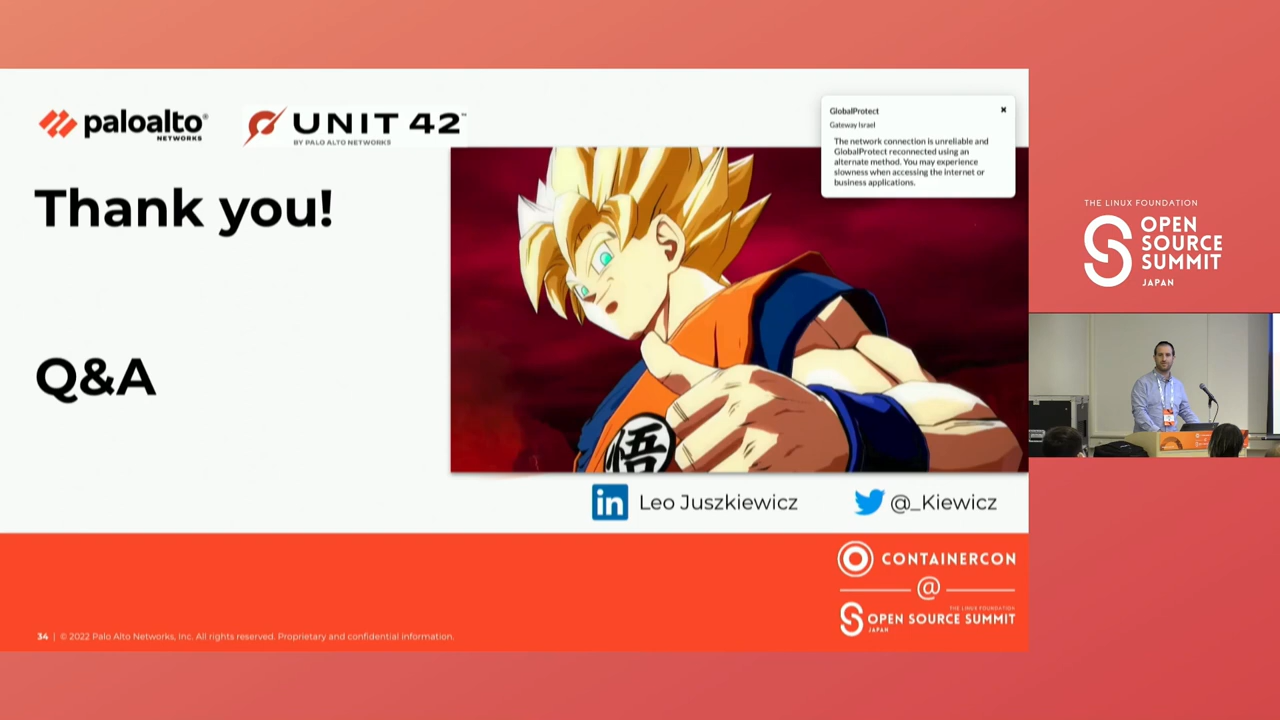 paloalto®
NETWORKS
UNIT 42™
BY PALO ALTO NETWORKS
Thank you!
Q&A
GlobalProtect
Gateway Israel
The network connection is unreliable and
GlobalProtect reconnected using an
alternate method. You may experience
slowness when accessing the internet or
business applications.
悟
in
Leo Juszkiewicz
@_Kiewicz
CONTAINERCON
@
THE LINUX FOUNDATION
OPEN SOURCE SUMMIT
JAPAN
34 | © 2022 Palo Alto Networks, Inc. All rights reserved. Proprietary and confidential information.
THE LINUX FOUNDATION
OPEN
SOURCE
SUMMIT
JAPAN